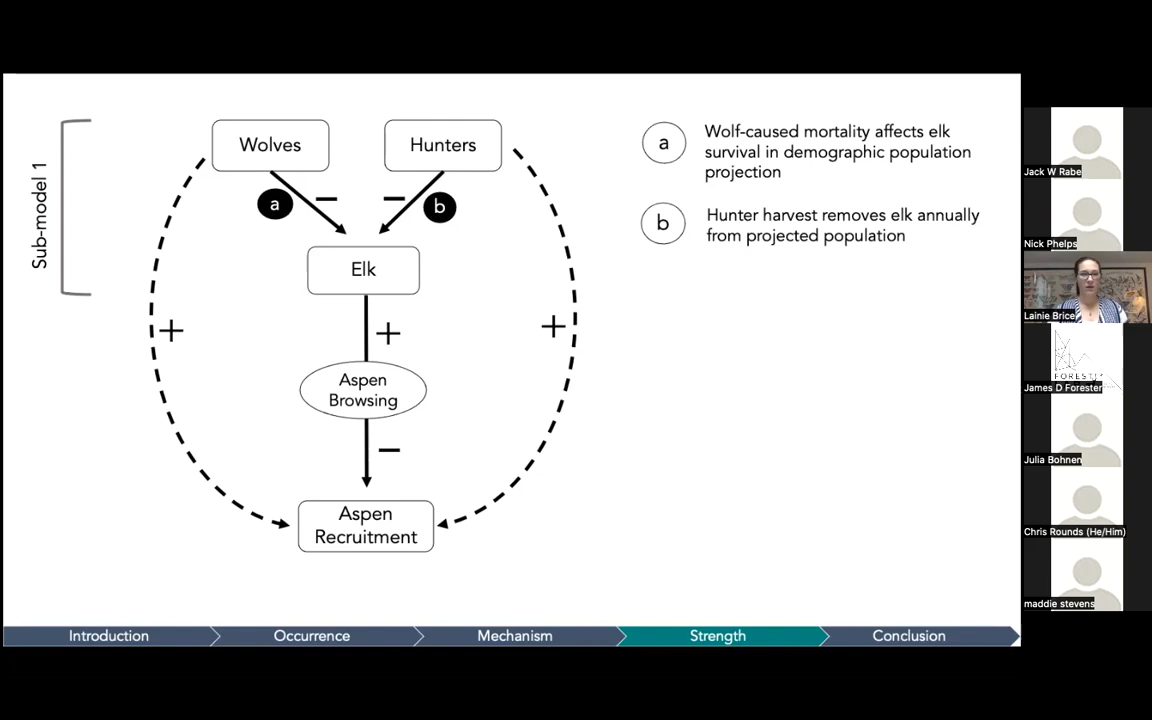 Sub-model 1
Wolves
Hunters
a
b
−
−
Elk
+
+
+
Aspen
Browsing
−
Aspen
Recruitment
a
Wolf-caused mortality affects elk
survival in demographic population
projection
b
Hunter harvest removes elk annually
from projected population
Introduction
Occurrence
Mechanism
Strength
Conclusion
Jack W Rabe
Nick Phelps
Lainie Brice
FOREST
James D Forester
Julia Bohnen
Chris Rounds (He/Him)
maddie stevens